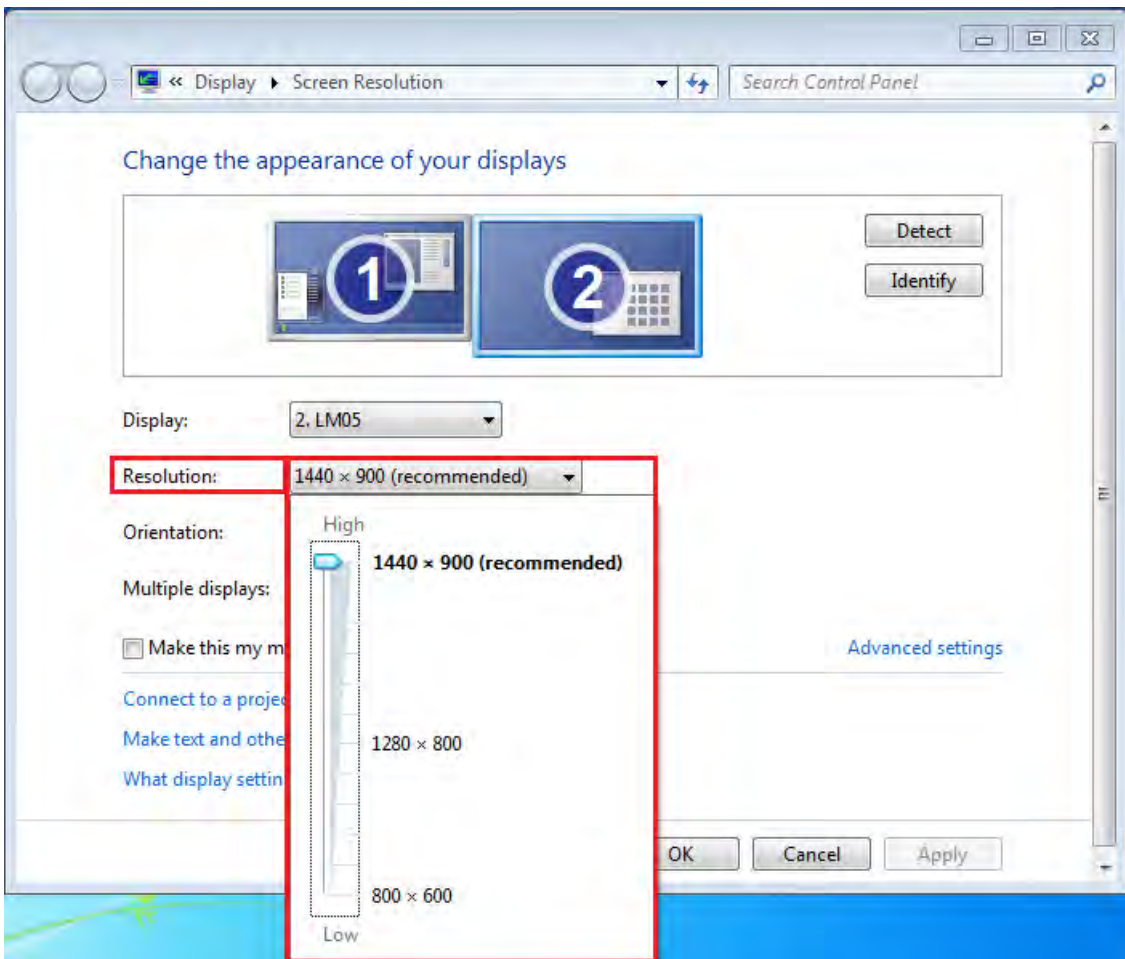 « Display ▸ Screen Resolution
Search Control Panel
Change the appearance of your displays
1
2
Detect
Identify
Display:
2. LM05
Resolution:
1440 × 900 (recommended)
Orientation:
High
1440 × 900 (recommended)
Multiple displays:
Make this my m
Advanced settings
Connect to a projec
Make text and othe
1280 × 800
What display settin
OK
Cancel
Apply
800 × 600
Low